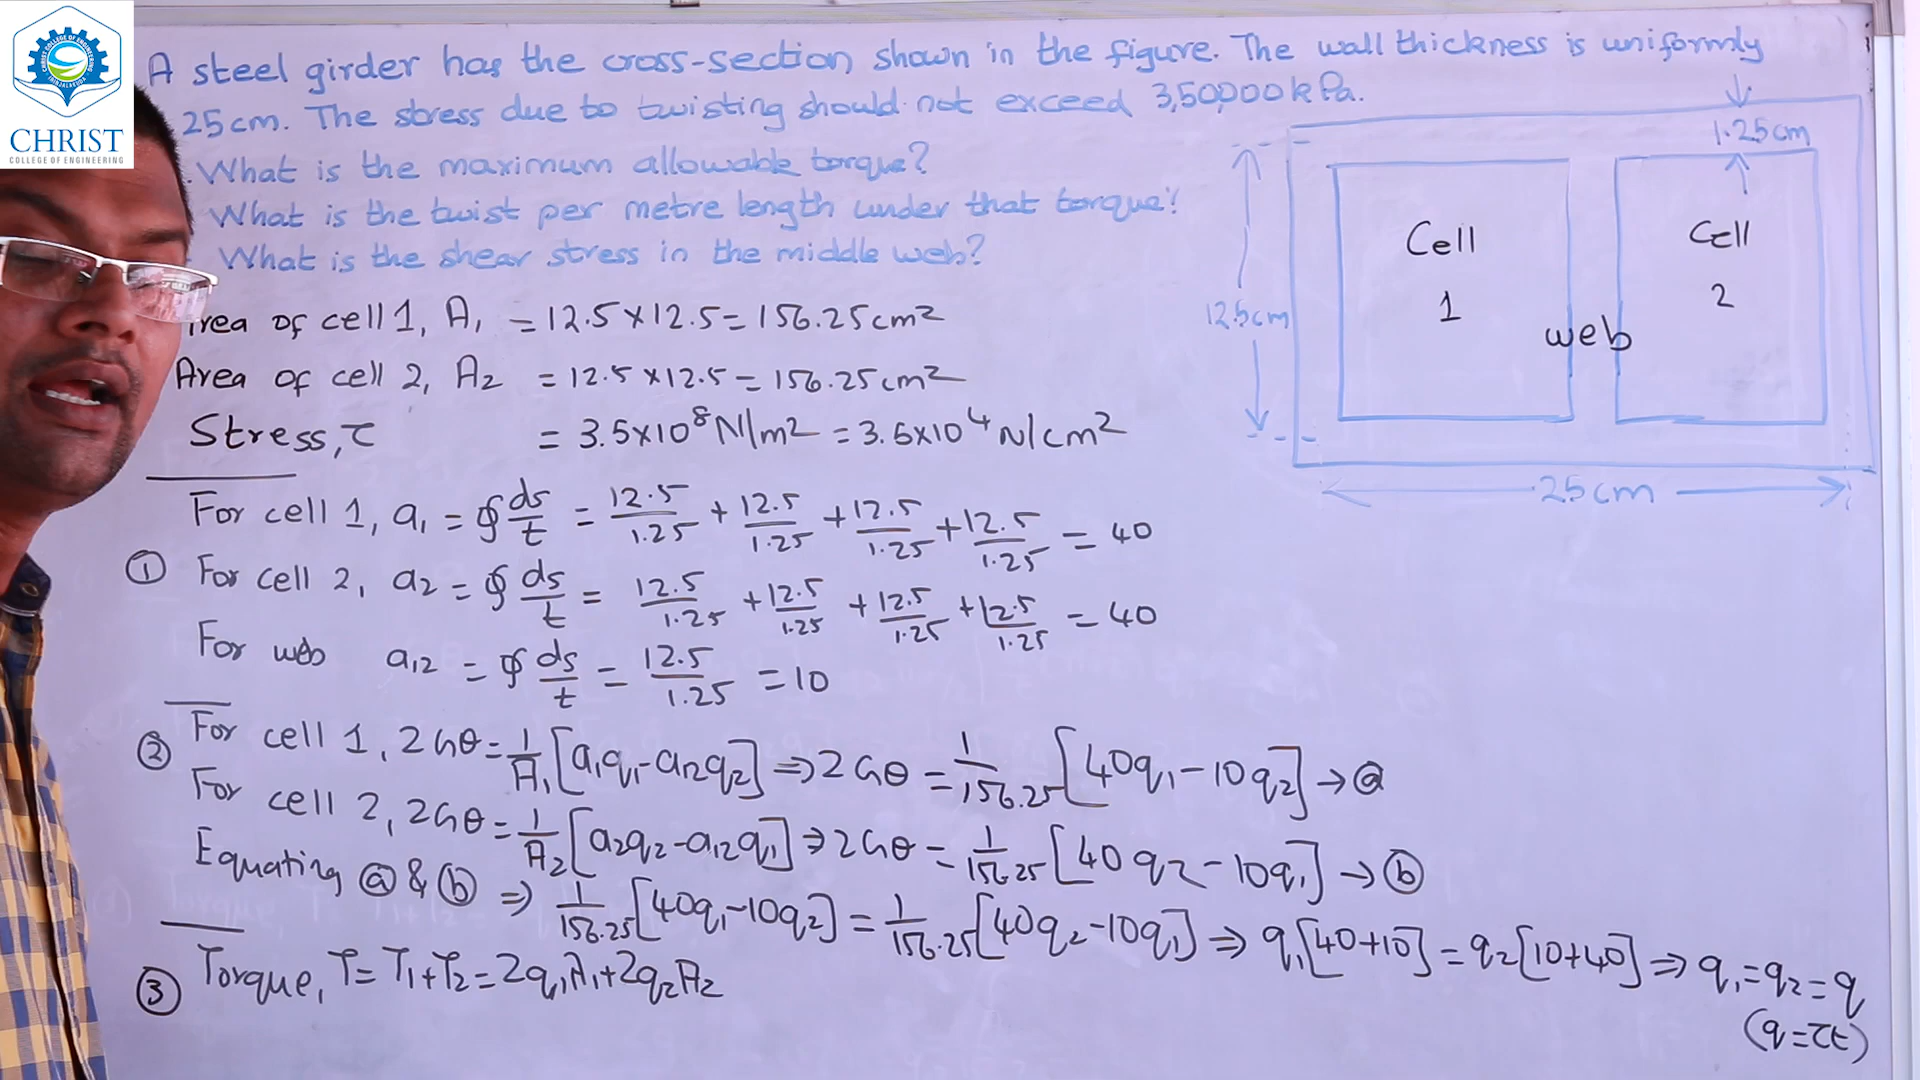 CHRIST COLLEGE OF ENGINEERING
CHRIST
COLLEGE OF ENGINEERING
A steel girder has the cross-section shown in the figure. The wall thickness is uniformly
25cm. The stress due to twisting should not exceed 3,50,000kPa.
What is the maximum allowable torque?
What is the twist per metre length under that torque?
What is the shear stress in the middle web?
1.25cm
Cell
1
web
Cell
2
12.5cm
25cm
Area of cell 1, A₁ = 12.5×12.5 = 156.25cm²
Area of cell 2, A₂ = 12.5×12.5 = 156.25cm²
Stress, τ = 3.5×10⁸N/m² = 3.5×10⁴N/cm²
For cell 1, a₁ = ∮ds/t = 12.5/1.25 + 12.5/1.25 + 12.5/1.25 + 12.5/1.25 = 40
① For cell 2, a₂ = ∮ds/t = 12.5/1.25 + 12.5/1.25 + 12.5/1.25 + 12.5/1.25 = 40
For web a₁₂ = ∮ds/t = 12.5/1.25 = 10
② For cell 1, 2Gθ = 1/A₁[a₁q₁-a₁₂q₂] ⇒ 2Gθ = 1/156.25[40q₁-10q₂] → ⓐ
For cell 2, 2Gθ = 1/A₂[a₂q₂-a₁₂q₁] ⇒ 2Gθ = 1/156.25[40q₂-10q₁] → ⓑ
Equating ⓐ & ⓑ ⇒ 1/156.25[40q₁-10q₂] = 1/156.25[40q₂-10q₁] ⇒ q₁[40+10] = q₂[10+40] ⇒ q₁=q₂=q
(q=τt)
③ Torque, T = T₁+T₂ = 2q₁A₁+2q₂A₂